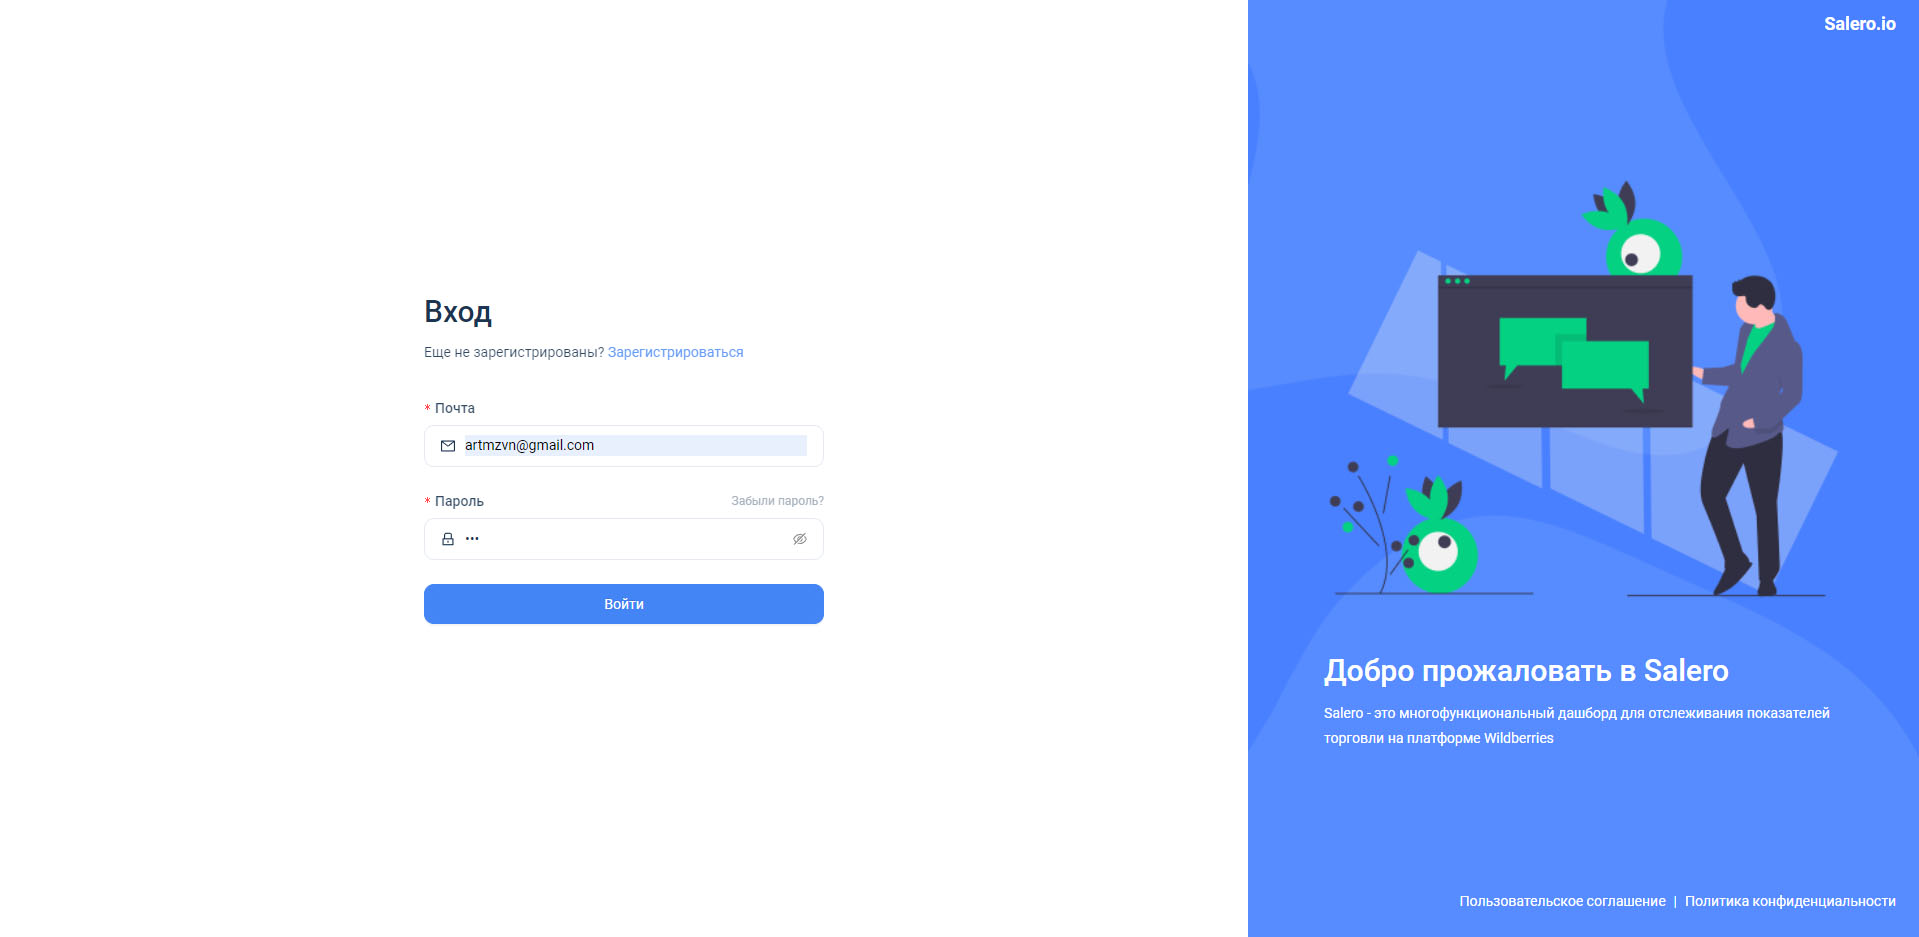 Salero.io
Вход
Еще не зарегистрированы? Зарегистрироваться
* Почта
artmzvn@gmail.com
* Пароль
Забыли пароль?
•••
Войти
Добро прожаловать в Salero
Salero - это многофункциональный дашборд для отслеживания показателей
торговли на платформе Wildberries
Пользовательское соглашение | Политика конфиденциальности